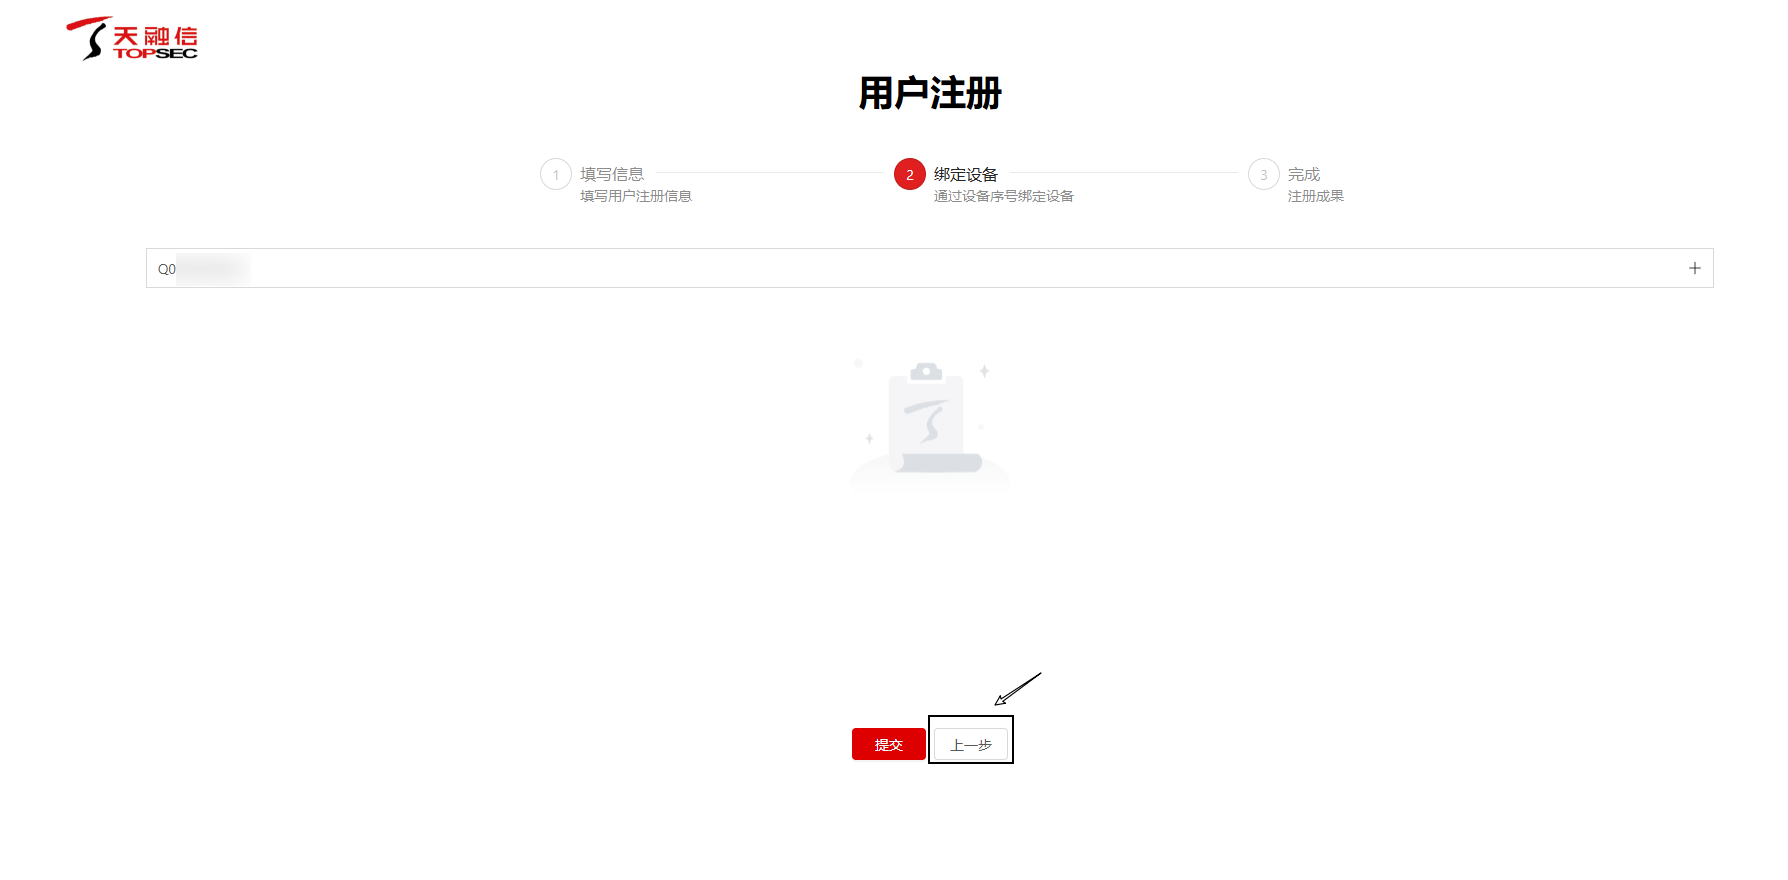 天融信
TOPSEC
用户注册
1 填写信息
填写用户注册信息
2 绑定设备
通过设备序号绑定设备
3 完成
注册成果
Q0
提交 上一步